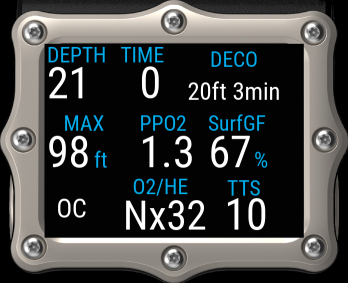 DEPTH TIME DECO
21 0 20ft 3min
MAX PPO2 SurfGF
98 ft 1.3 67 %
O2/HE TTS
OC Nx32 10